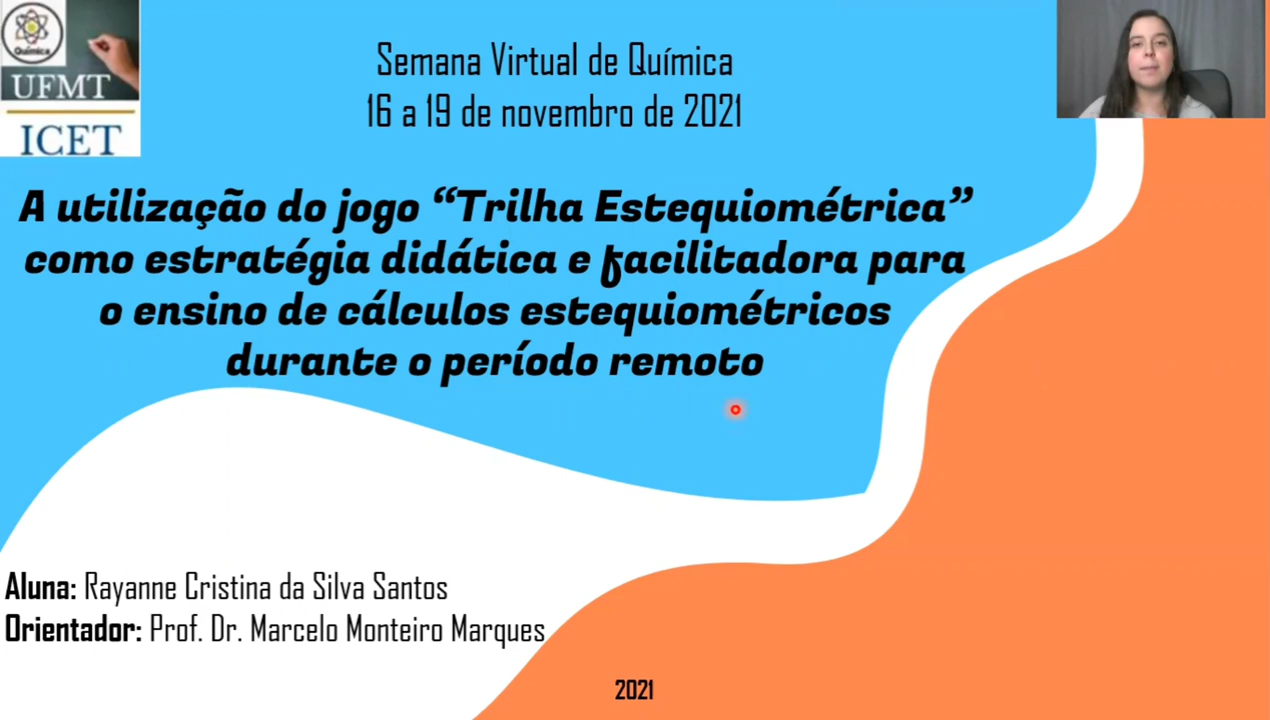 Química
UFMT
ICET
Semana Virtual de Química
16 a 19 de novembro de 2021
A utilização do jogo “Trilha Estequiométrica”
como estratégia didática e facilitadora para
o ensino de cálculos estequiométricos
durante o período remoto
Aluna: Rayanne Cristina da Silva Santos
Orientador: Prof. Dr. Marcelo Monteiro Marques
2021